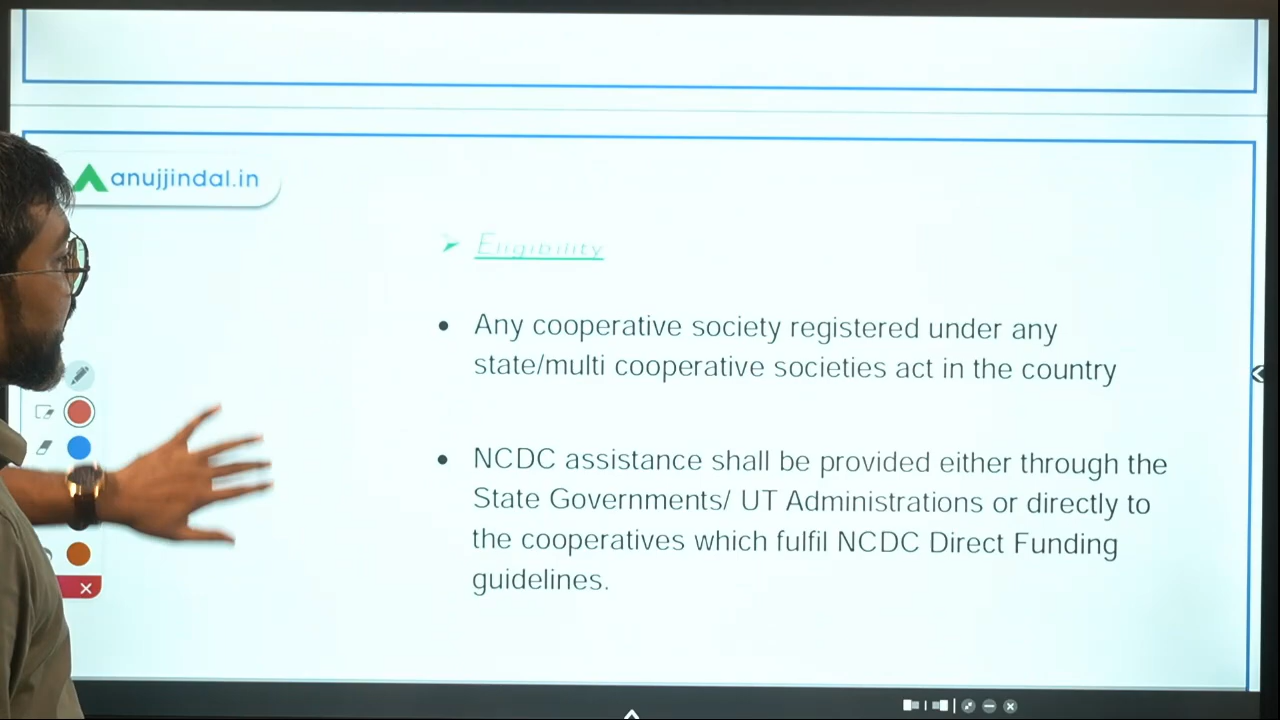 anujjindal.in
Eligibility
Any cooperative society registered under any
state/multi cooperative societies act in the country
NCDC assistance shall be provided either through the
State Governments/ UT Administrations or directly to
the cooperatives which fulfil NCDC Direct Funding
guidelines.